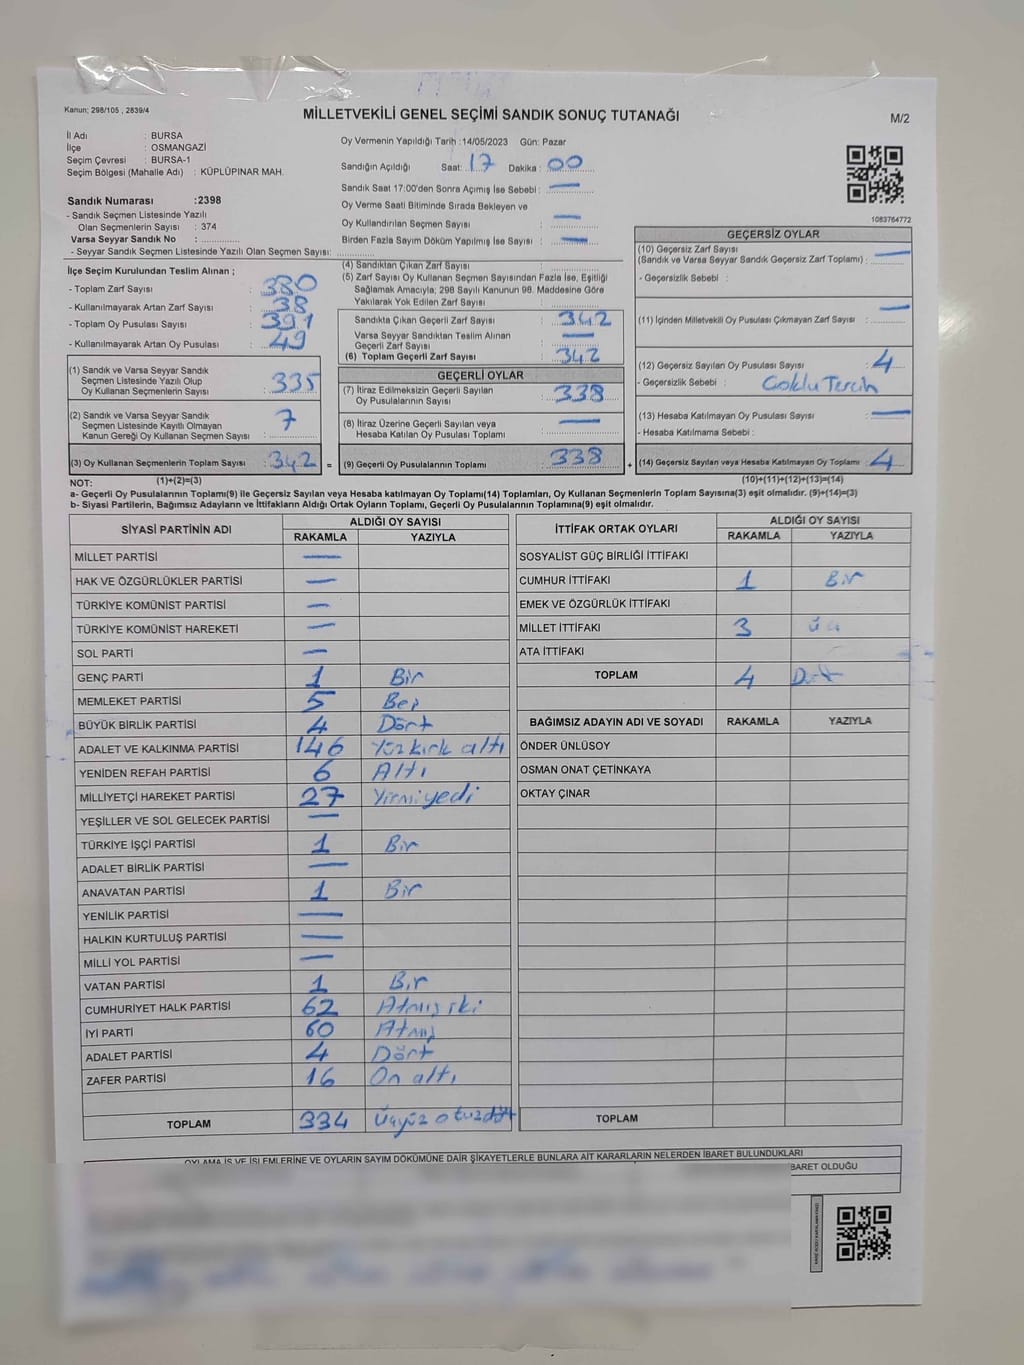 Kanun; 298/105 , 2839/4
MİLLETVEKİLİ GENEL SEÇİMİ SANDIK SONUÇ TUTANAĞI
M/2
İl Adı : BURSA
İlçe : OSMANGAZİ
Seçim Çevresi : BURSA-1
Seçim Bölgesi (Mahalle Adı) : KÜPLÜPINAR MAH.
Sandık Numarası :2398
- Sandık Seçmen Listesinde Yazılı
Olan Seçmenlerin Sayısı : 374
Varsa Seyyar Sandık No :
- Seyyar Sandık Seçmen Listesinde Yazılı Olan Seçmen Sayısı:
Oy Vermenin Yapıldığı Tarih :14/05/2023 Gün: Pazar
Sandığın Açıldığı Saat: 17 Dakika : 00
Sandık Saat 17:00'den Sonra Açımış İse Sebebi : —
Oy Verme Saati Bitiminde Sırada Bekleyen ve
Oy Kullandırılan Seçmen Sayısı : —
Birden Fazla Sayım Döküm Yapılmış İse Sayısı : —
1083764772
İlçe Seçim Kurulundan Teslim Alınan ;
- Toplam Zarf Sayısı : 380
- Kullanılmayarak Artan Zarf Sayısı : 38
- Toplam Oy Pusulası Sayısı : 391
- Kullanılmayarak Artan Oy Pusulası : 49
(1) Sandık ve Varsa Seyyar Sandık
Seçmen Listesinde Yazılı Olup
Oy Kullanan Seçmenlerin Sayısı : 335
(2) Sandık ve Varsa Seyyar Sandık
Seçmen Listesinde Kayıtlı Olmayan
Kanun Gereği Oy Kullanan Seçmen Sayısı : 7
(3) Oy Kullanan Seçmenlerin Toplam Sayısı : 342
(4) Sandıktan Çıkan Zarf Sayısı :
(5) Zarf Sayısı Oy Kullanan Seçmen Sayısından Fazla İse, Eşitliği
Sağlamak Amacıyla; 298 Sayılı Kanunun 98. Maddesine Göre
Yakılarak Yok Edilen Zarf Sayısı :
Sandıkta Çıkan Geçerli Zarf Sayısı : 342
Varsa Seyyar Sandıktan Teslim Alınan
Geçerli Zarf Sayısı : —
(6) Toplam Geçerli Zarf Sayısı : 342
GEÇERLİ OYLAR
(7) İtiraz Edilmeksizin Geçerli Sayılan
Oy Pusulalarının Sayısı : 338
(8) İtiraz Üzerine Geçerli Sayılan veya
Hesaba Katılan Oy Pusulası Toplamı : —
= (9) Geçerli Oy Pusulalarının Toplamı : 338
GEÇERSİZ OYLAR
(10) Geçersiz Zarf Sayısı
(Sandık ve Varsa Seyyar Sandık Geçersiz Zarf Toplamı) : —
- Geçersizlik Sebebi :
(11) İçinden Milletvekili Oy Pusulası Çıkmayan Zarf Sayısı : —
(12) Geçersiz Sayılan Oy Pusulası Sayısı : 4
- Geçersizlik Sebebi : Çoklu Tercih
(13) Hesaba Katılmayan Oy Pusulası Sayısı : —
- Hesaba Katılmama Sebebi :
+ (14) Geçersiz Sayılan veya Hesaba Katılmayan Oy Toplamı : 4
NOT: (1)+(2)=(3)
(10)+(11)+(12)+(13)=(14)
a- Geçerli Oy Pusulalarının Toplamı(9) ile Geçersiz Sayılan veya Hesaba katılmayan Oy Toplamı(14) Toplamları, Oy Kullanan Seçmenlerin Toplam Sayısına(3) eşit olmalıdır. (9)+(14)=(3)
b- Siyasi Partilerin, Bağımsız Adayların ve İttifakların Aldığı Ortak Oyların Toplamı, Geçerli Oy Pusulalarının Toplamına(9) eşit olmalıdır.
SİYASİ PARTİNİN ADI
ALDIĞI OY SAYISI
RAKAMLA YAZIYLA
MİLLET PARTİSİ —
HAK VE ÖZGÜRLÜKLER PARTİSİ —
TÜRKİYE KOMÜNİST PARTİSİ —
TÜRKİYE KOMÜNİST HAREKETİ —
SOL PARTİ —
GENÇ PARTİ 1 Bir
MEMLEKET PARTİSİ 5 Beş
BÜYÜK BİRLİK PARTİSİ 4 Dört
ADALET VE KALKINMA PARTİSİ 146 Yüz kırk altı
YENİDEN REFAH PARTİSİ 6 Altı
MİLLİYETÇİ HAREKET PARTİSİ 27 Yirmi yedi
YEŞİLLER VE SOL GELECEK PARTİSİ —
TÜRKİYE İŞÇİ PARTİSİ 1 Bir
ADALET BİRLİK PARTİSİ —
ANAVATAN PARTİSİ 1 Bir
YENİLİK PARTİSİ —
HALKIN KURTULUŞ PARTİSİ —
MİLLİ YOL PARTİSİ —
VATAN PARTİSİ 1 Bir
CUMHURİYET HALK PARTİSİ 62 Atmış iki
İYİ PARTİ 60 Atmış
ADALET PARTİSİ 4 Dört
ZAFER PARTİSİ 16 On altı
TOPLAM 334 Üçyüz otuzdört
İTTİFAK ORTAK OYLARI
ALDIĞI OY SAYISI
RAKAMLA YAZIYLA
SOSYALİST GÜÇ BİRLİĞİ İTTİFAKI
CUMHUR İTTİFAKI 1 Bir
EMEK VE ÖZGÜRLÜK İTTİFAKI
MİLLET İTTİFAKI 3 üç
ATA İTTİFAKI
TOPLAM 4 Dört
BAĞIMSIZ ADAYIN ADI VE SOYADI RAKAMLA YAZIYLA
ÖNDER ÜNLÜSOY
OSMAN ONAT ÇETİNKAYA
OKTAY ÇINAR
TOPLAM
OYLAMA İŞ VE İŞLEMLERİNE VE OYLARIN SAYIM DÖKÜMÜNE DAİR ŞİKAYETLERLE BUNLARA AİT KARARLARIN NELERDEN İBARET BULUNDUKLARI
İBARET OLDUĞU